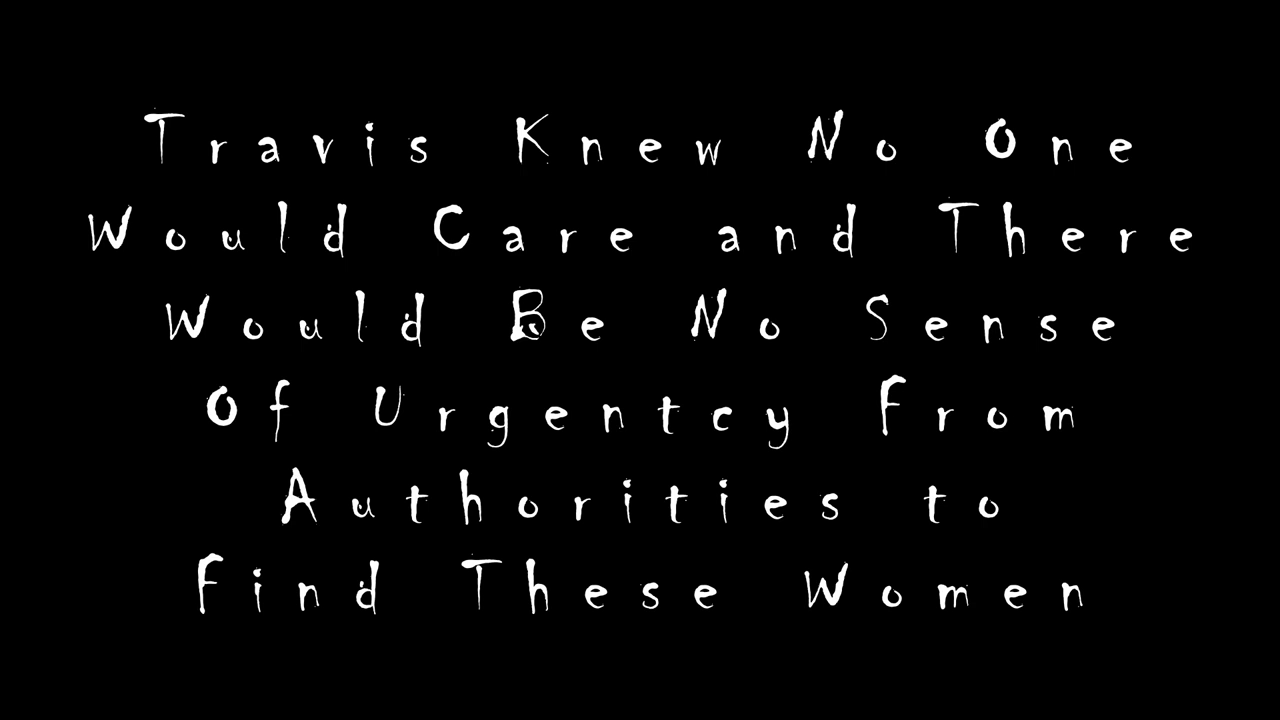 Travis Knew No One
Would Care and There
Would Be No Sense
Of Urgentcy From
Authorities to
Find These Women